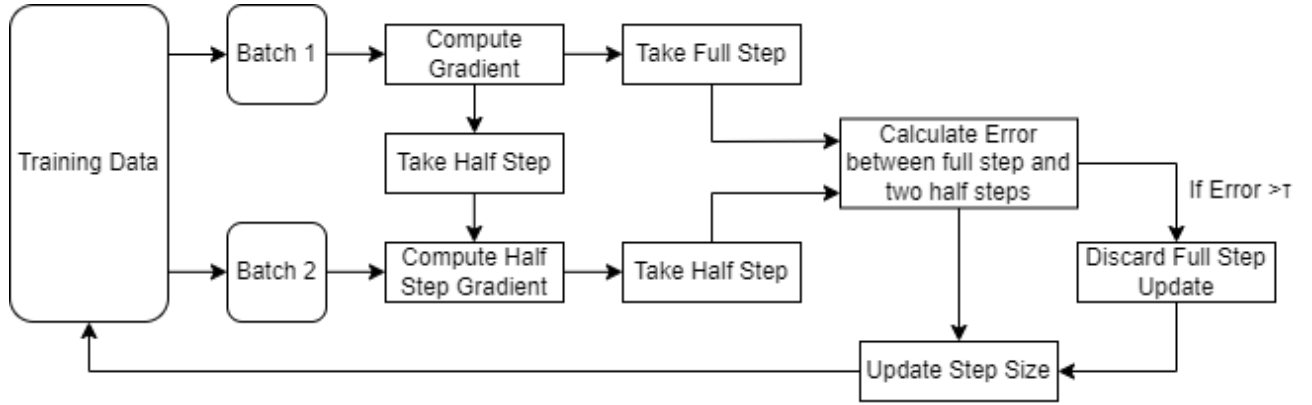 Training Data
Batch 1
Compute
Gradient
Take Full Step
Take Half Step
Batch 2
Compute Half
Step Gradient
Take Half Step
Calculate Error
between full step and
two half steps
If Error >τ
Discard Full Step
Update
Update Step Size